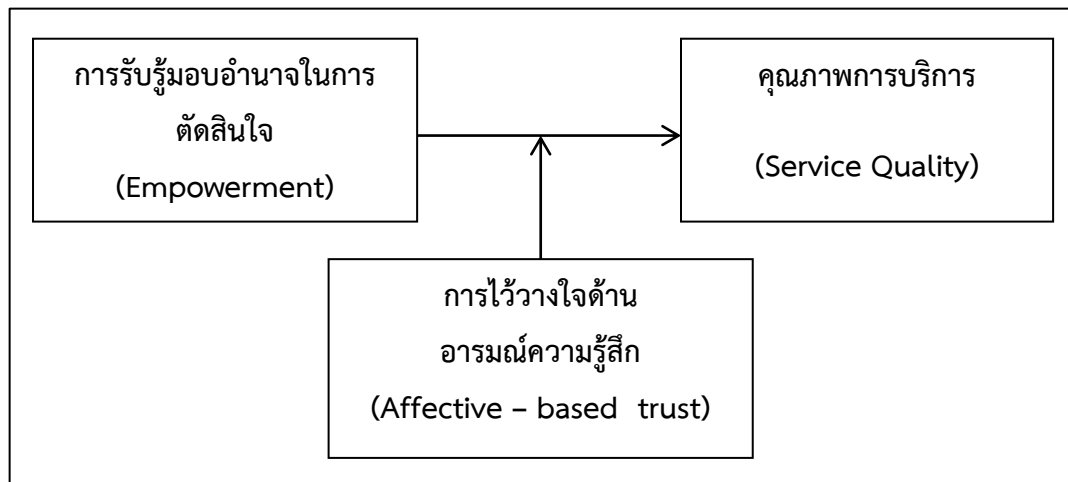 การรับรู้มอบอำนาจในการ
ตัดสินใจ
(Empowerment)
คุณภาพการบริการ
(Service Quality)
การไว้วางใจด้าน
อารมณ์ความรู้สึก
(Affective – based trust)